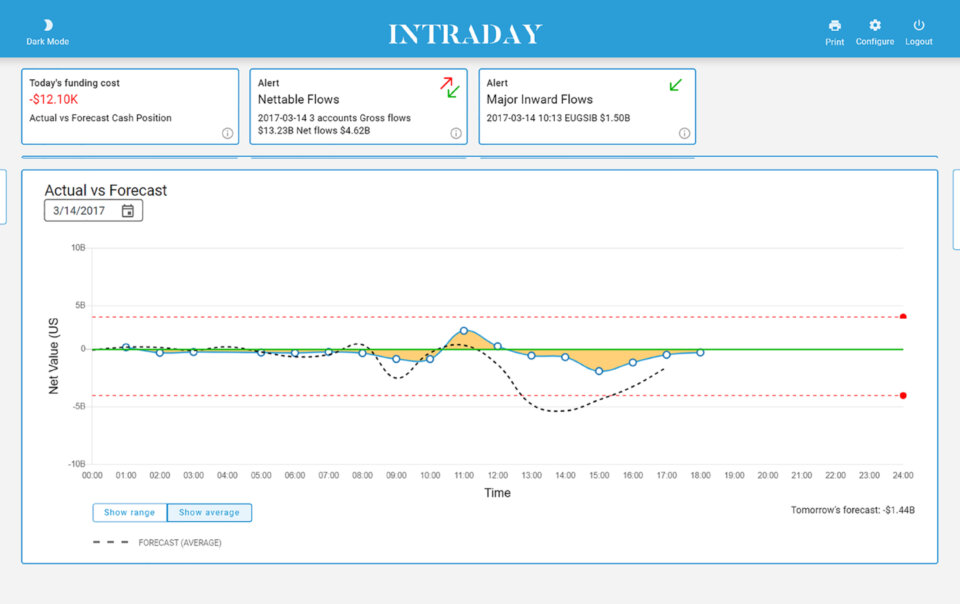 Dark Mode
INTRADAY
Print
Configure
Logout
Today's funding cost
-$12.10K
Actual vs Forecast Cash Position
Alert
Nettable Flows
2017-03-14 3 accounts Gross flows
$13.23B Net flows $4.62B
Alert
Major Inward Flows
2017-03-14 10:13 EUGSIB $1.50B
Actual vs Forecast
3/14/2017
10B
5B
0
-5B
-10B
Net Value (US
00:00 01:00 02:00 03:00 04:00 05:00 06:00 07:00 08:00 09:00 10:00 11:00 12:00 13:00 14:00 15:00 16:00 17:00 18:00 19:00 20:00 21:00 22:00 23:00 24:00
Time
Show range
Show average
Tomorrow's forecast: -$1.44B
FORECAST (AVERAGE)